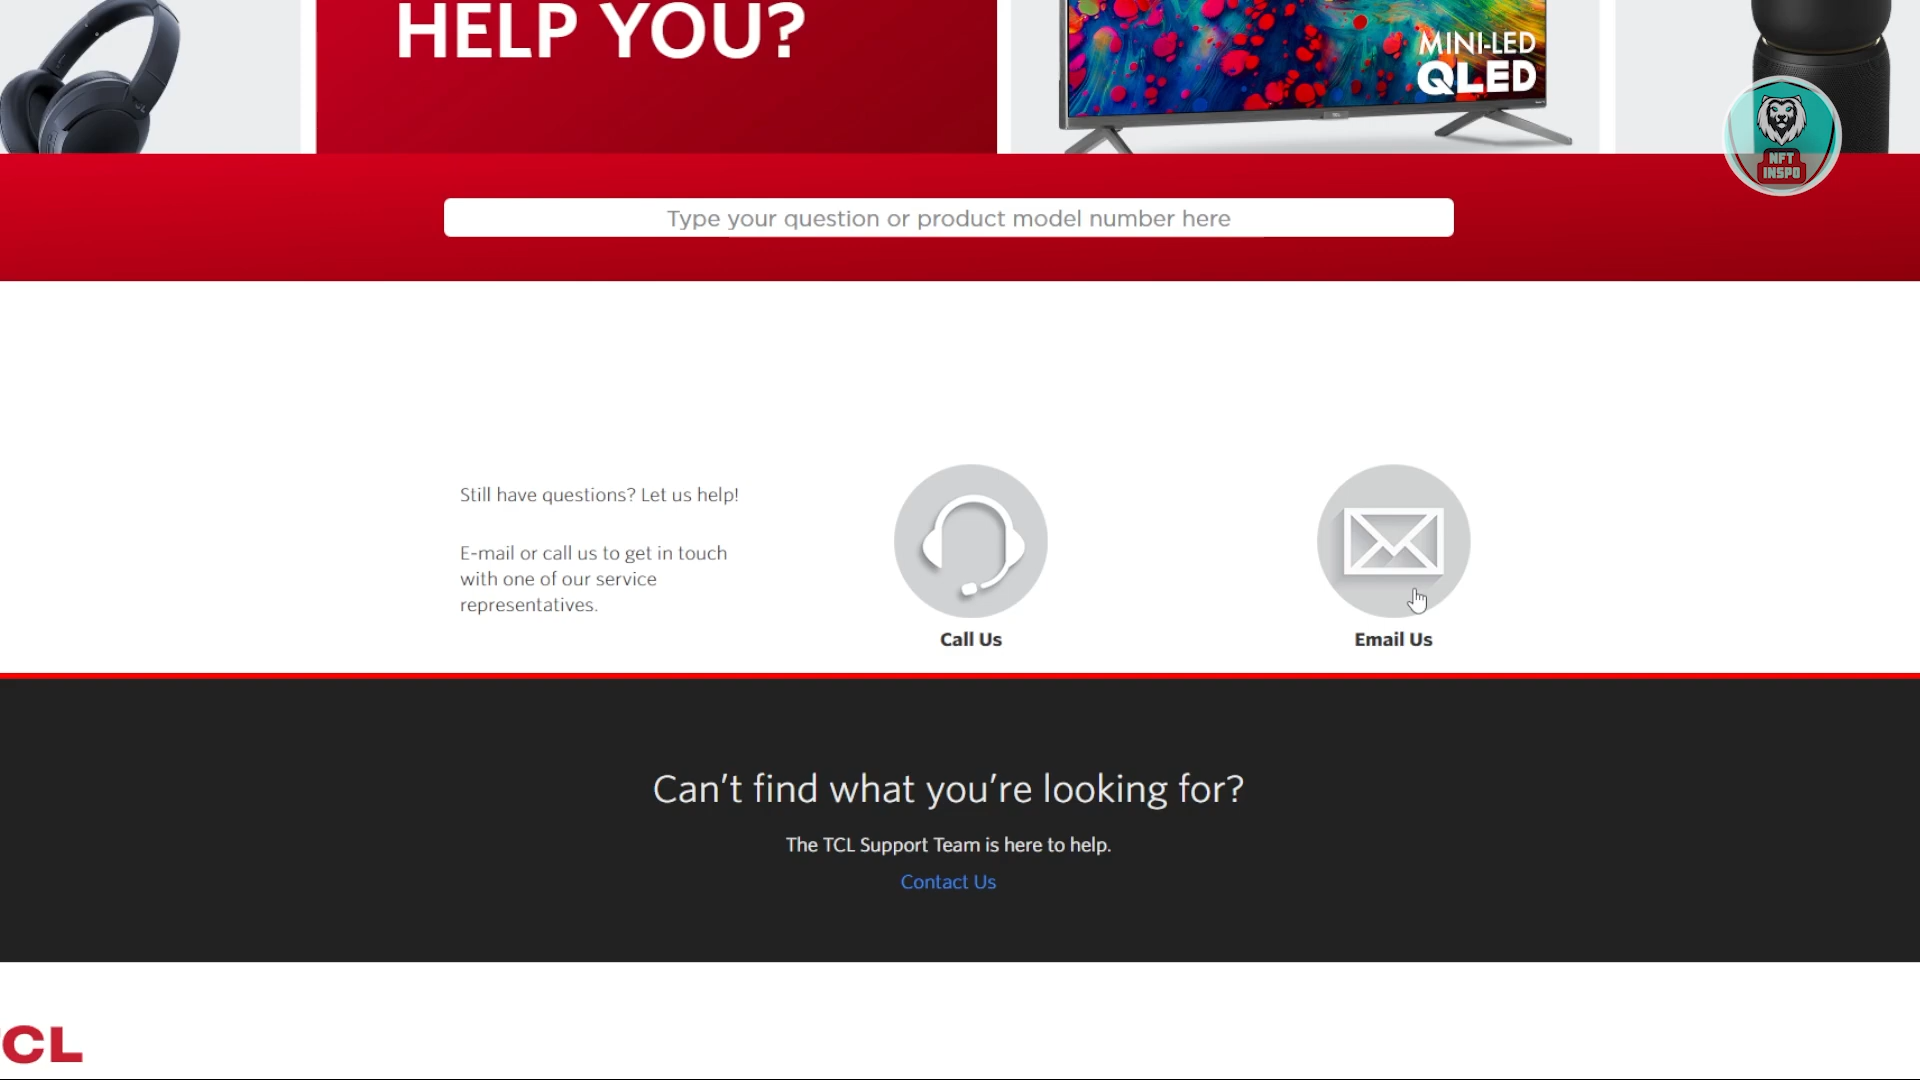 HELP YOU?
MINI-LED
QLED
NFT
INSPO
Type your question or product model number here
Still have questions? Let us help!
E-mail or call us to get in touch
with one of our service
representatives.
Call Us
Email Us
Can't find what you're looking for?
The TCL Support Team is here to help.
Contact Us
TCL